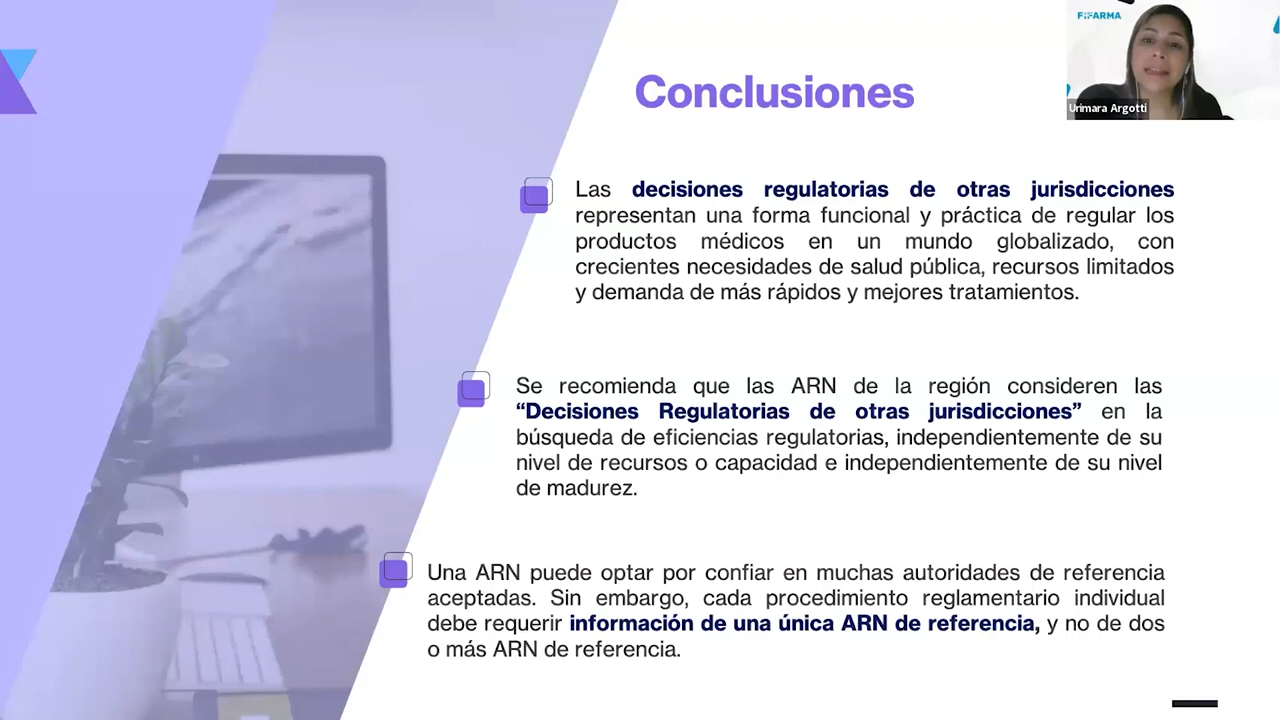 Conclusiones
FIFARMA
Urimara Argotti
Las decisiones regulatorias de otras jurisdicciones
representan una forma funcional y práctica de regular los
productos médicos en un mundo globalizado, con
crecientes necesidades de salud pública, recursos limitados
y demanda de más rápidos y mejores tratamientos.
Se recomienda que las ARN de la región consideren las
“Decisiones Regulatorias de otras jurisdicciones” en la
búsqueda de eficiencias regulatorias, independientemente de su
nivel de recursos o capacidad e independientemente de su nivel
de madurez.
Una ARN puede optar por confiar en muchas autoridades de referencia
aceptadas. Sin embargo, cada procedimiento reglamentario individual
debe requerir información de una única ARN de referencia, y no de dos
o más ARN de referencia.